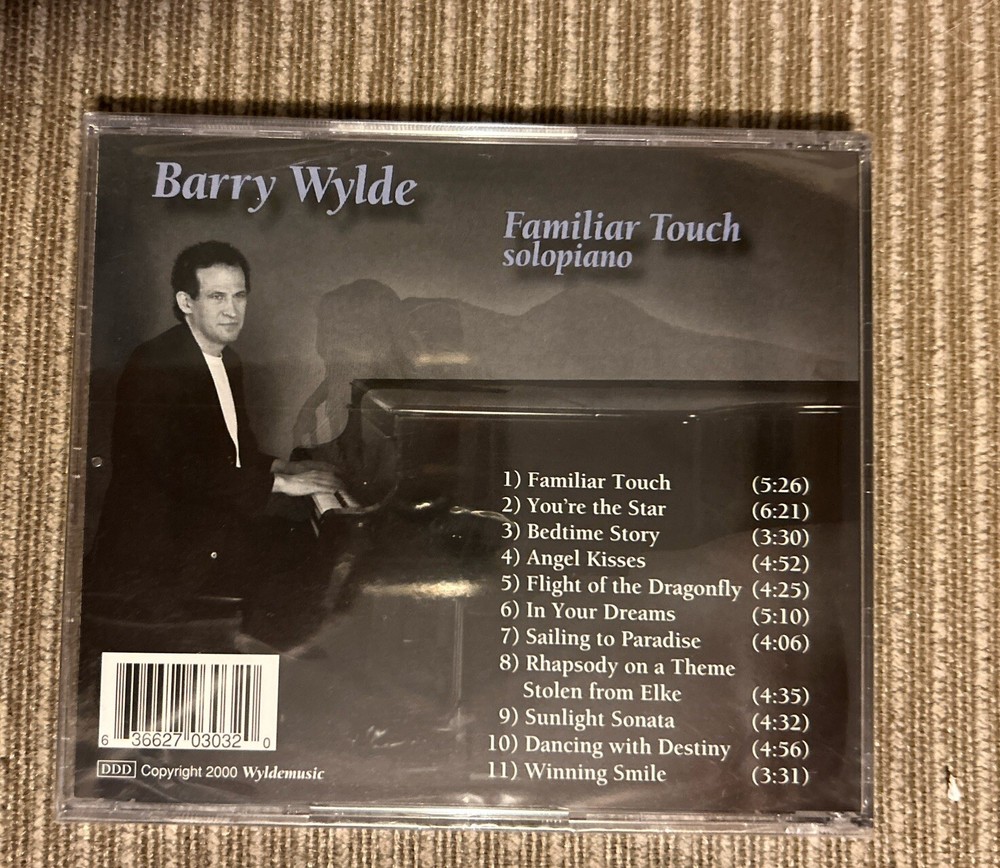 Barry Wylde
Familiar Touch
solopiano
1) Familiar Touch (5:26)
2) You're the Star (6:21)
3) Bedtime Story (3:30)
4) Angel Kisses (4:52)
5) Flight of the Dragonfly (4:25)
6) In Your Dreams (5:10)
7) Sailing to Paradise (4:06)
8) Rhapsody on a Theme
Stolen from Elke (4:35)
9) Sunlight Sonata (4:32)
10) Dancing with Destiny (4:56)
11) Winning Smile (3:31)
6 36627 03032 0
DDD Copyright 2000 Wyldemusic